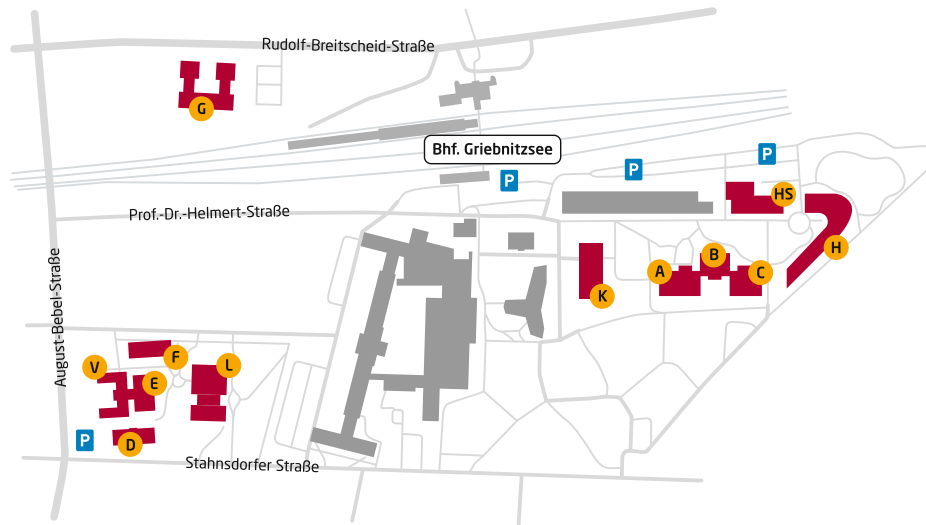 Rudolf-Breitscheid-Straße
G
Bhf. Griebnitzsee
P
P
P
HS
Prof.-Dr.-Helmert-Straße
H
B
A
C
K
August-Bebel-Straße
F
V
L
E
D
P
Stahnsdorfer Straße